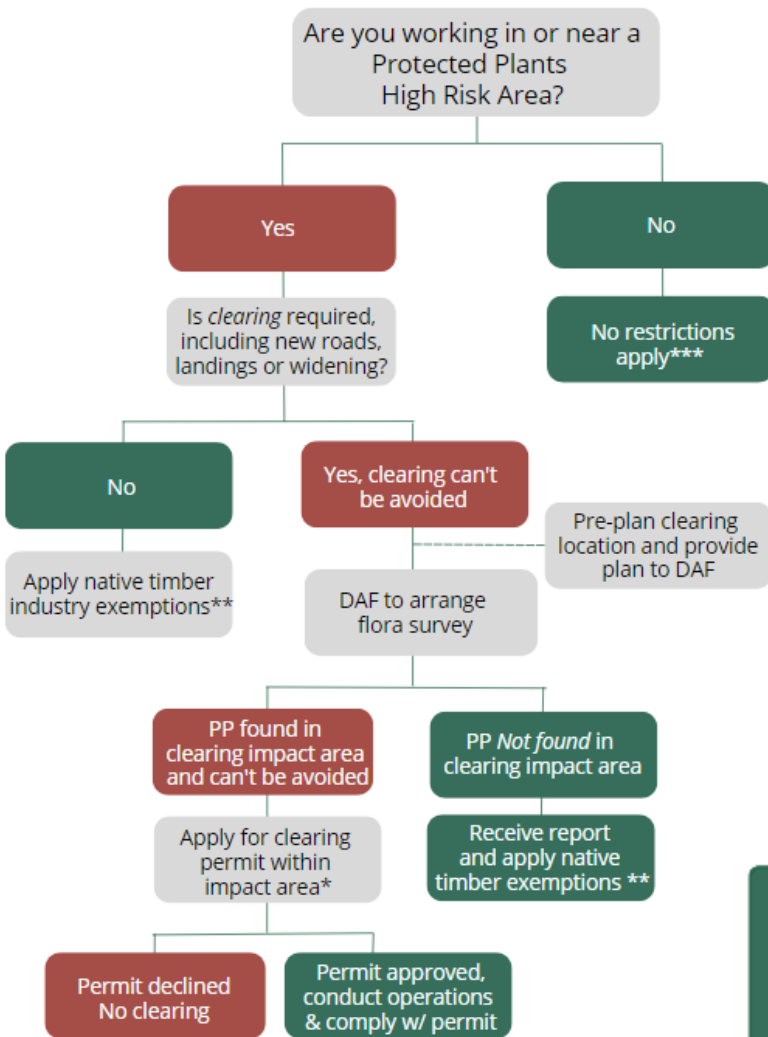 Are you working in or near a
Protected Plants
High Risk Area?
Yes
No
Is clearing required,
including new roads,
landings or widening?
No restrictions
apply***
No
Yes, clearing can't
be avoided
Pre-plan clearing
location and provide
plan to DAF
Apply native timber
industry exemptions**
DAF to arrange
flora survey
PP found in
clearing impact area
and can't be avoided
PP Not found in
clearing impact area
Apply for clearing
permit within
impact area*
Receive report
and apply native
timber exemptions **
Permit declined
No clearing
Permit approved,
conduct operations
& comply w/ permit